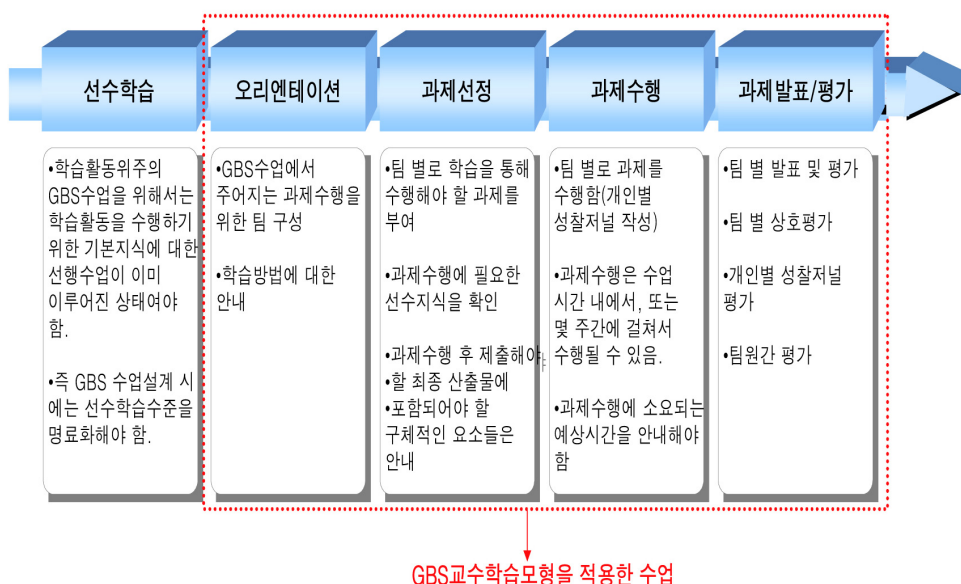 선수학습
오리엔테이션
과제선정
과제수행
과제발표/평가
•학습활동위주의
GBS수업을 위해서는
학습활동을 수행하기
위한 기본지식에 대한
선행수업이 이미
이루어진 상태여야
함.
•즉 GBS 수업설계 시
에는 선수학습수준을
명료화해야 함.
•GBS수업에서
주어지는 과제수행을
위한 팀 구성
•학습방법에 대한
안내
•팀 별로 학습을 통해
수행해야 할 과제를
부여
•과제수행에 필요한
선수지식을 확인
•과제수행 후 제출해야
•할 최종 산출물에
•포함되어야 할
구체적인 요소들은
안내
•팀 별로 과제를
수행함(개인별
성찰저널 작성)
•과제수행은 수업
시간 내에서, 또는
몇 주간에 걸쳐서
수행될 수 있음.
•과제수행에 소요되는
예상시간을 안내해야
함
•팀 별 발표 및 평가
•팀 별 상호평가
•개인별 성찰저널
평가
•팀원간 평가
GBS교수학습모형을 적용한 수업